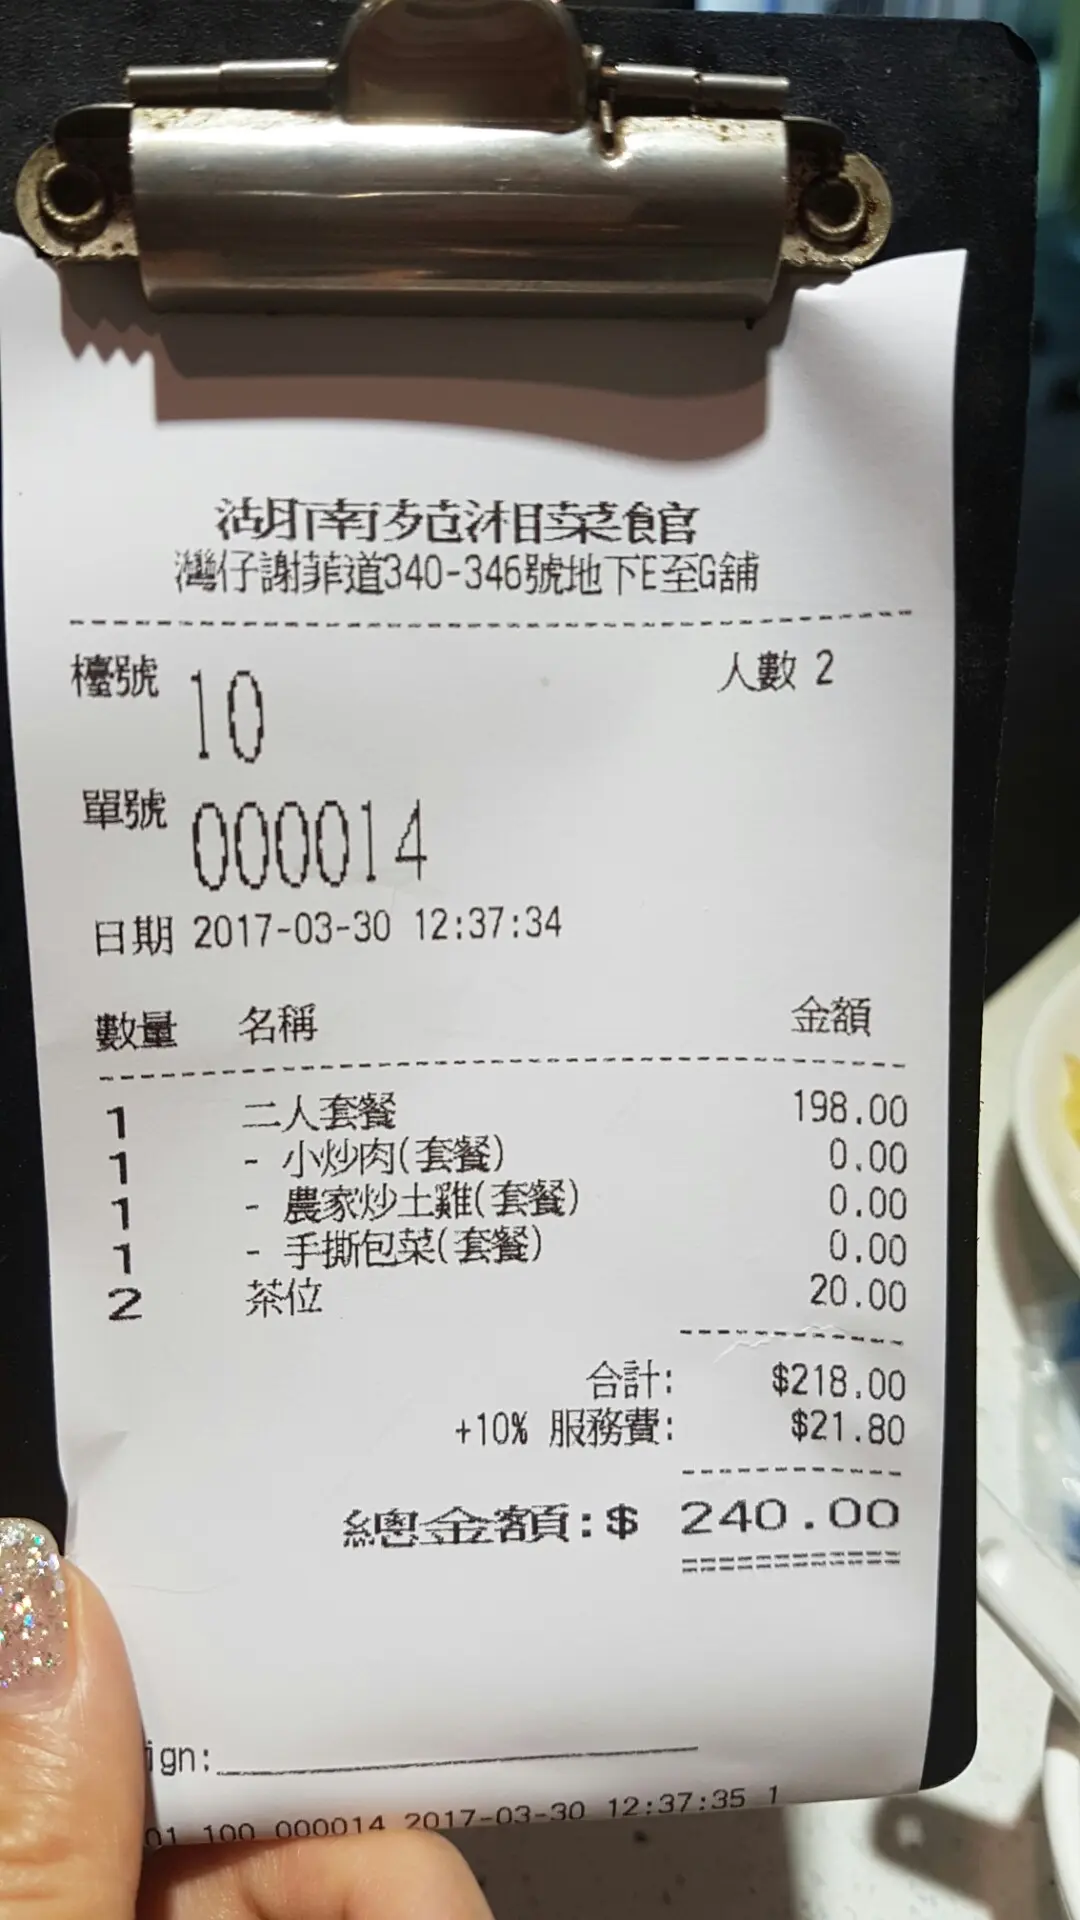 湖南苑湘菜館
灣仔謝菲道340-346號地下E至G舖
檯號 10 人數 2
單號 000014
日期 2017-03-30 12:37:34
數量 名稱 金額
1 二人套餐 198.00
1 - 小炒肉(套餐) 0.00
1 - 農家炒土雞(套餐) 0.00
1 - 手撕包菜(套餐) 0.00
2 茶位 20.00
合計: $218.00
+10% 服務費: $21.80
總金額:$ 240.00
ign:
01 100 000014 2017-03-30 12:37:35 1